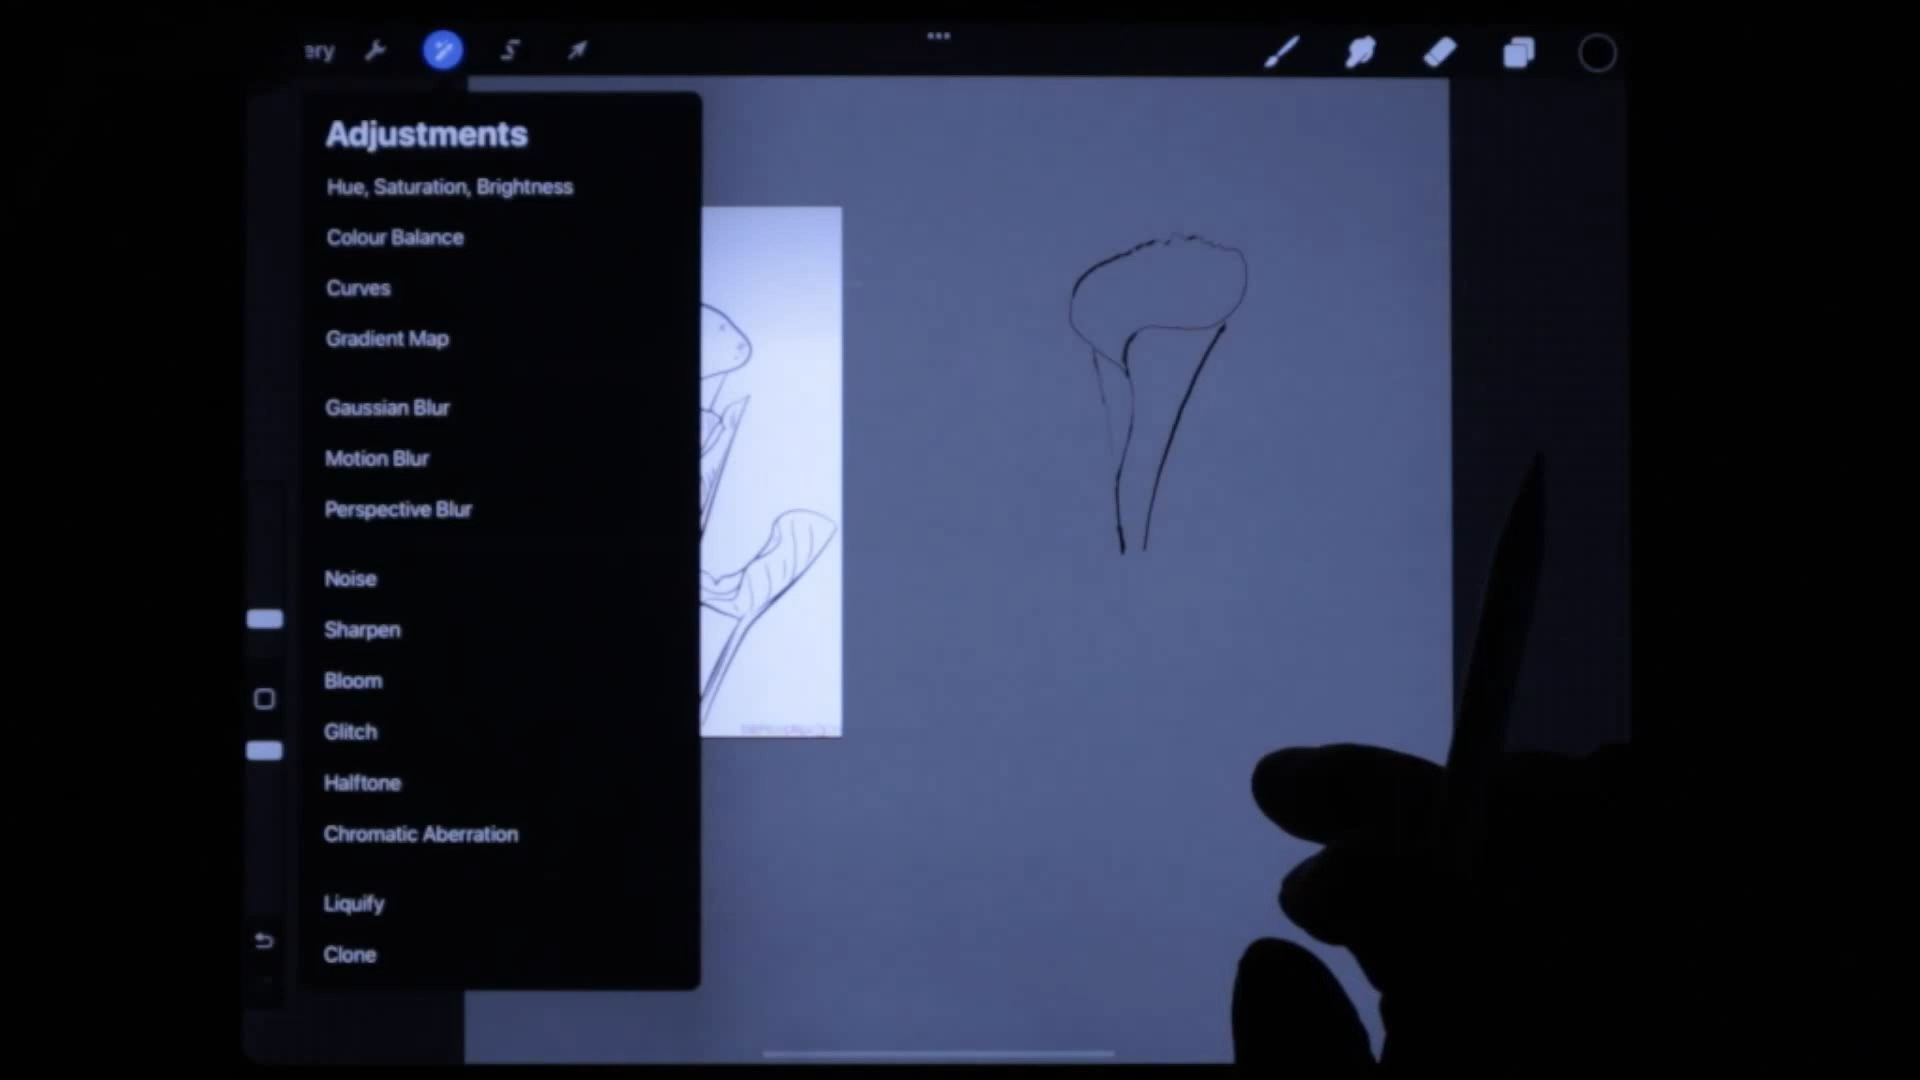 ery
Adjustments
Hue, Saturation, Brightness
Colour Balance
Curves
Gradient Map
Gaussian Blur
Motion Blur
Perspective Blur
Noise
Sharpen
Bloom
Glitch
Halftone
Chromatic Aberration
Liquify
Clone